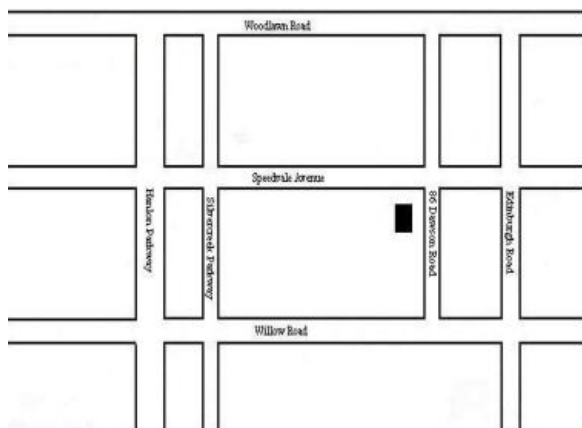 Woodlawn Road
Speedvale Avenue
Hanlon Parkway
Silvercreek Parkway
86 Dawson Road
Edinburgh Road
Willow Road